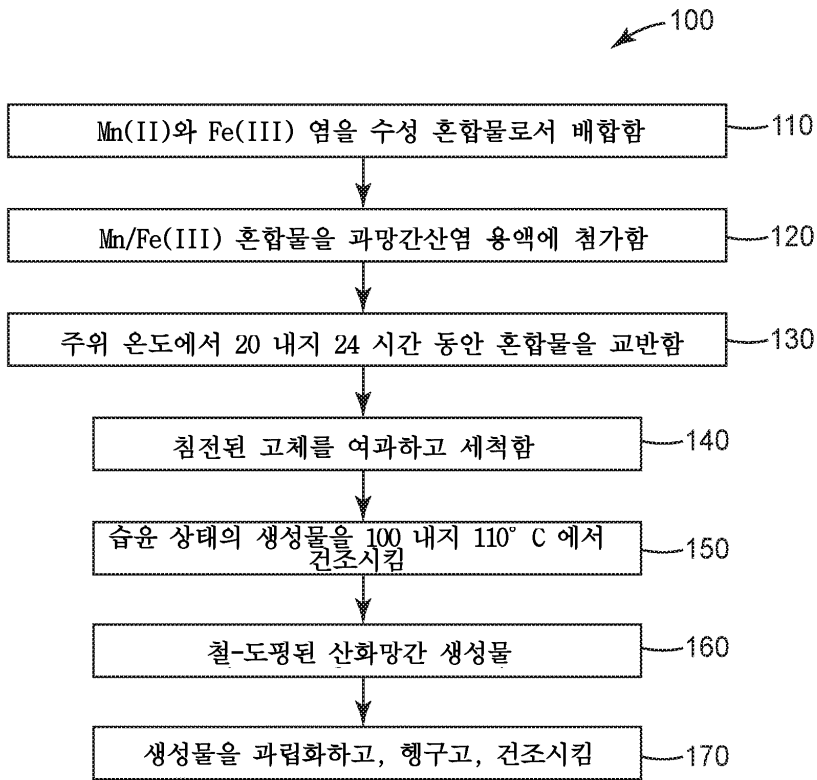 100
Mn(II)와 Fe(III) 염을 수성 혼합물로서 배합함
110
Mn/Fe(III) 혼합물을 과망간산염 용액에 첨가함
120
주위 온도에서 20 내지 24 시간 동안 혼합물을 교반함
130
침전된 고체를 여과하고 세척함
140
습윤 상태의 생성물을 100 내지 110° C 에서
건조시킴
150
철-도핑된 산화망간 생성물
160
생성물을 과립화하고, 헹구고, 건조시킴
170